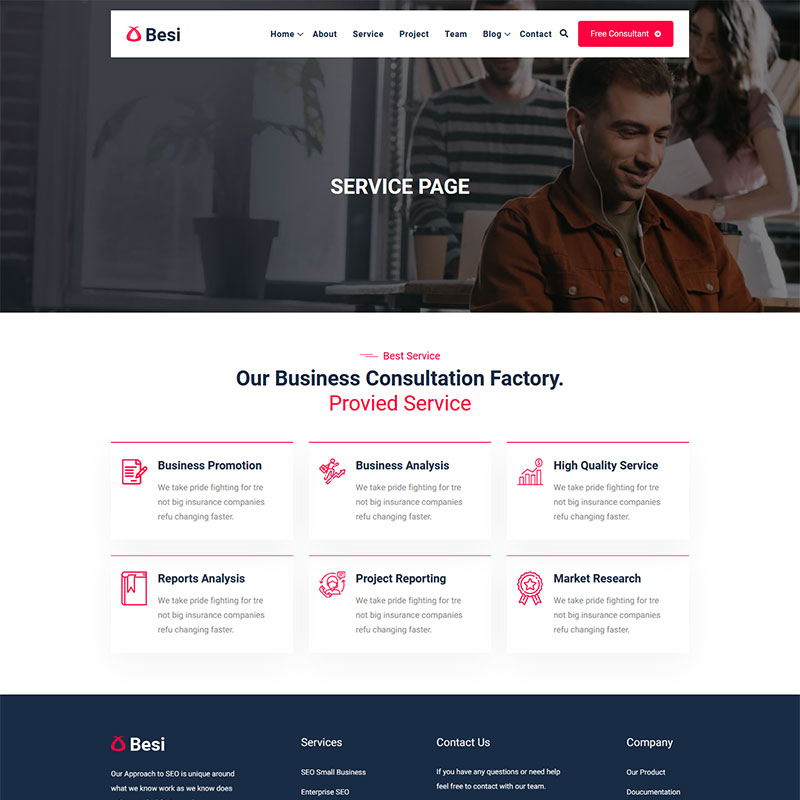 Besi
Home About Service Project Team Blog Contact Free Consultant
SERVICE PAGE
Best Service
Our Business Consultation Factory.
Provied Service
Business Promotion
We take pride fighting for tre
not big insurance companies
refu changing faster.
Business Analysis
We take pride fighting for tre
not big insurance companies
refu changing faster.
High Quality Service
We take pride fighting for tre
not big insurance companies
refu changing faster.
Reports Analysis
We take pride fighting for tre
not big insurance companies
refu changing faster.
Project Reporting
We take pride fighting for tre
not big insurance companies
refu changing faster.
Market Research
We take pride fighting for tre
not big insurance companies
refu changing faster.
Besi
Our Approach to SEO is unique around
what we know work as we know does
Services
SEO Small Business
Enterprise SEO
Contact Us
If you have any questions or need help
feel free to contact with our team.
Company
Our Product
Doucumentation